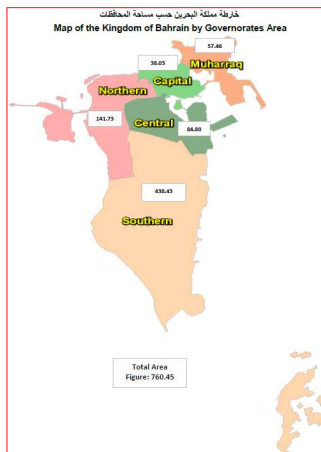 خارطة مملكة البحرين حسب مساحة المحافظات
Map of the Kingdom of Bahrain by Governorates Area
57.46
38.03
Muharraq
Capital
Northern
141.73
Central
84.80
438.43
Southern
Total Area
Figure: 760.45